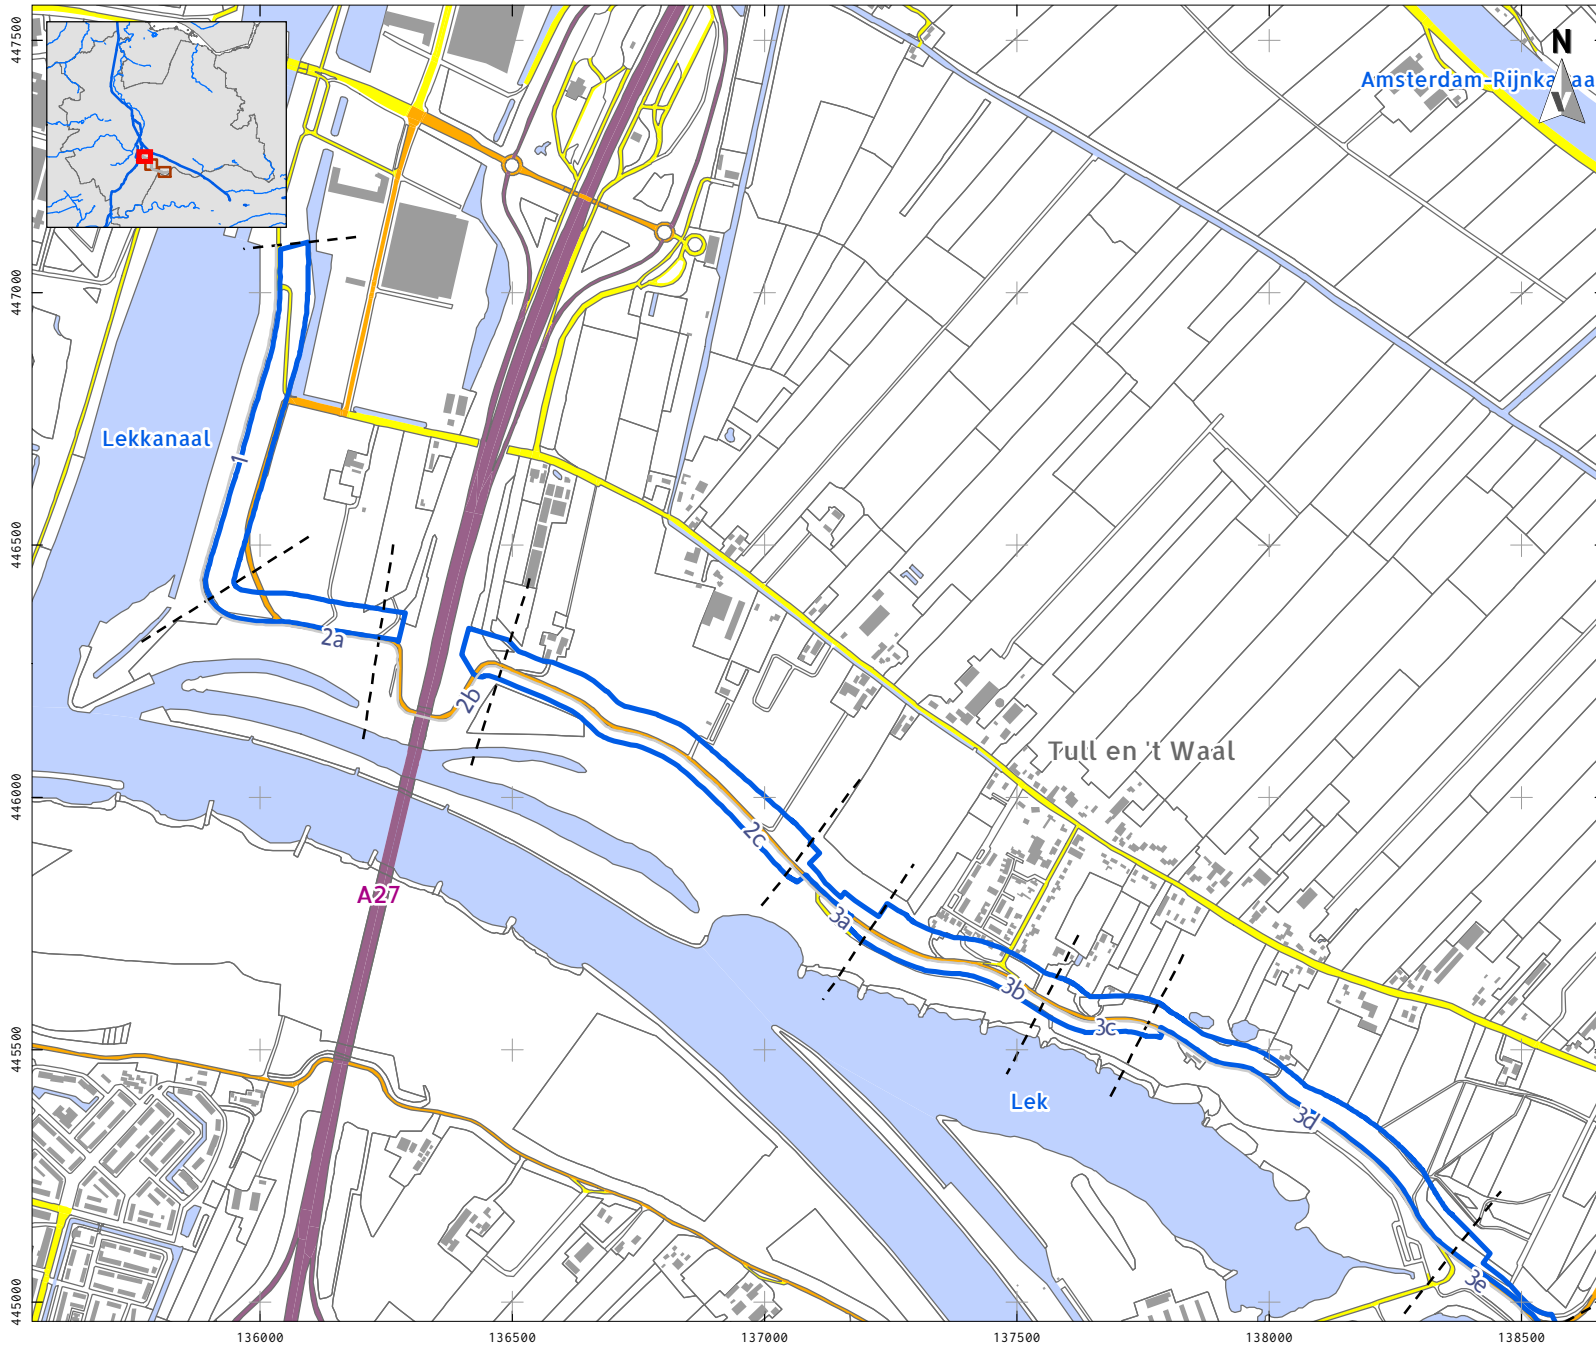 N
Amsterdam-Rijnkanaal
Lekkanaal
1
2a
2b
Tull en 't Waal
2c
A27
3a
3b
3c
Lek
3d
3e
447500
447000
446500
446000
445500
445000
136000
136500
137000
137500
138000
138500